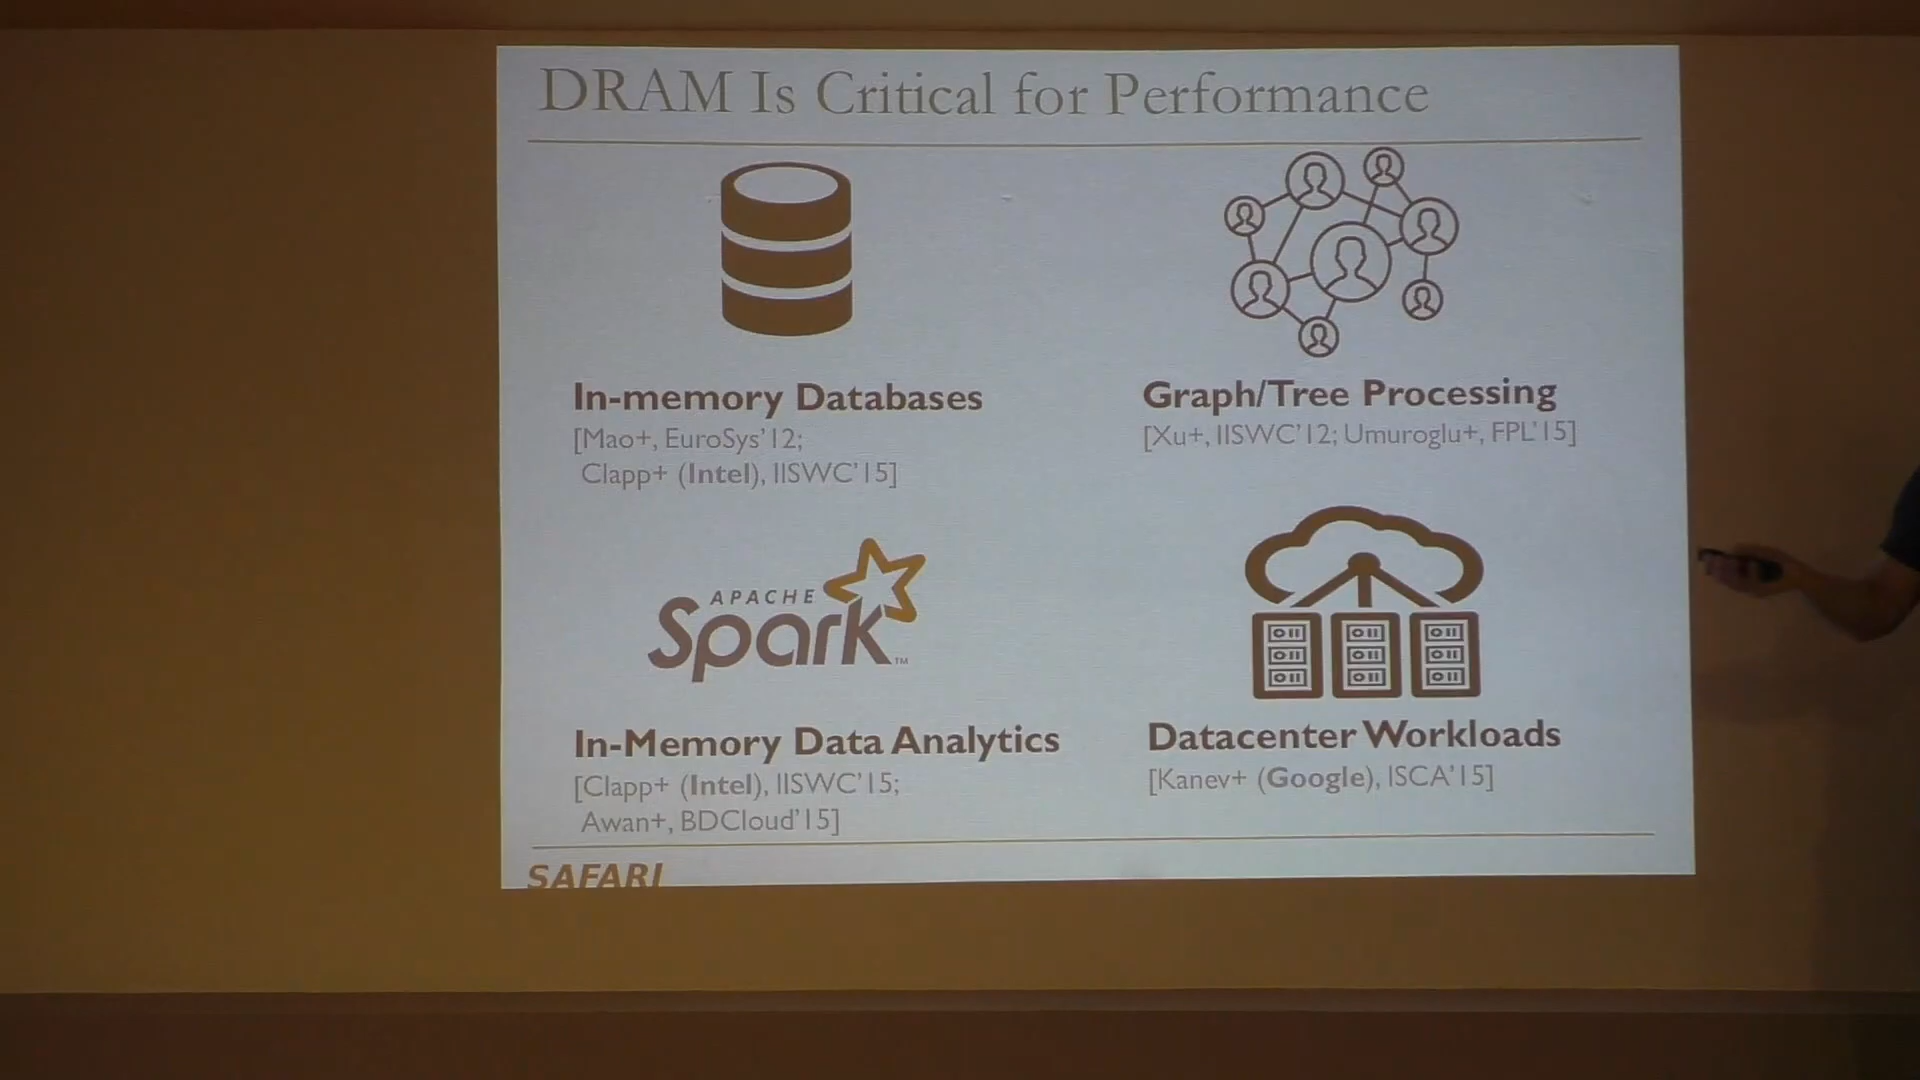 DRAM Is Critical for Performance
In-memory Databases
[Mao+, EuroSys'12;
Clapp+ (Intel), IISWC'15]
Graph/Tree Processing
[Xu+, IISWC'12; Umuroglu+, FPL'15]
APACHE
Spark™
In-Memory Data Analytics
[Clapp+ (Intel), IISWC'15;
Awan+, BDCloud'15]
Datacenter Workloads
[Kanev+ (Google), ISCA'15]
SAFARI